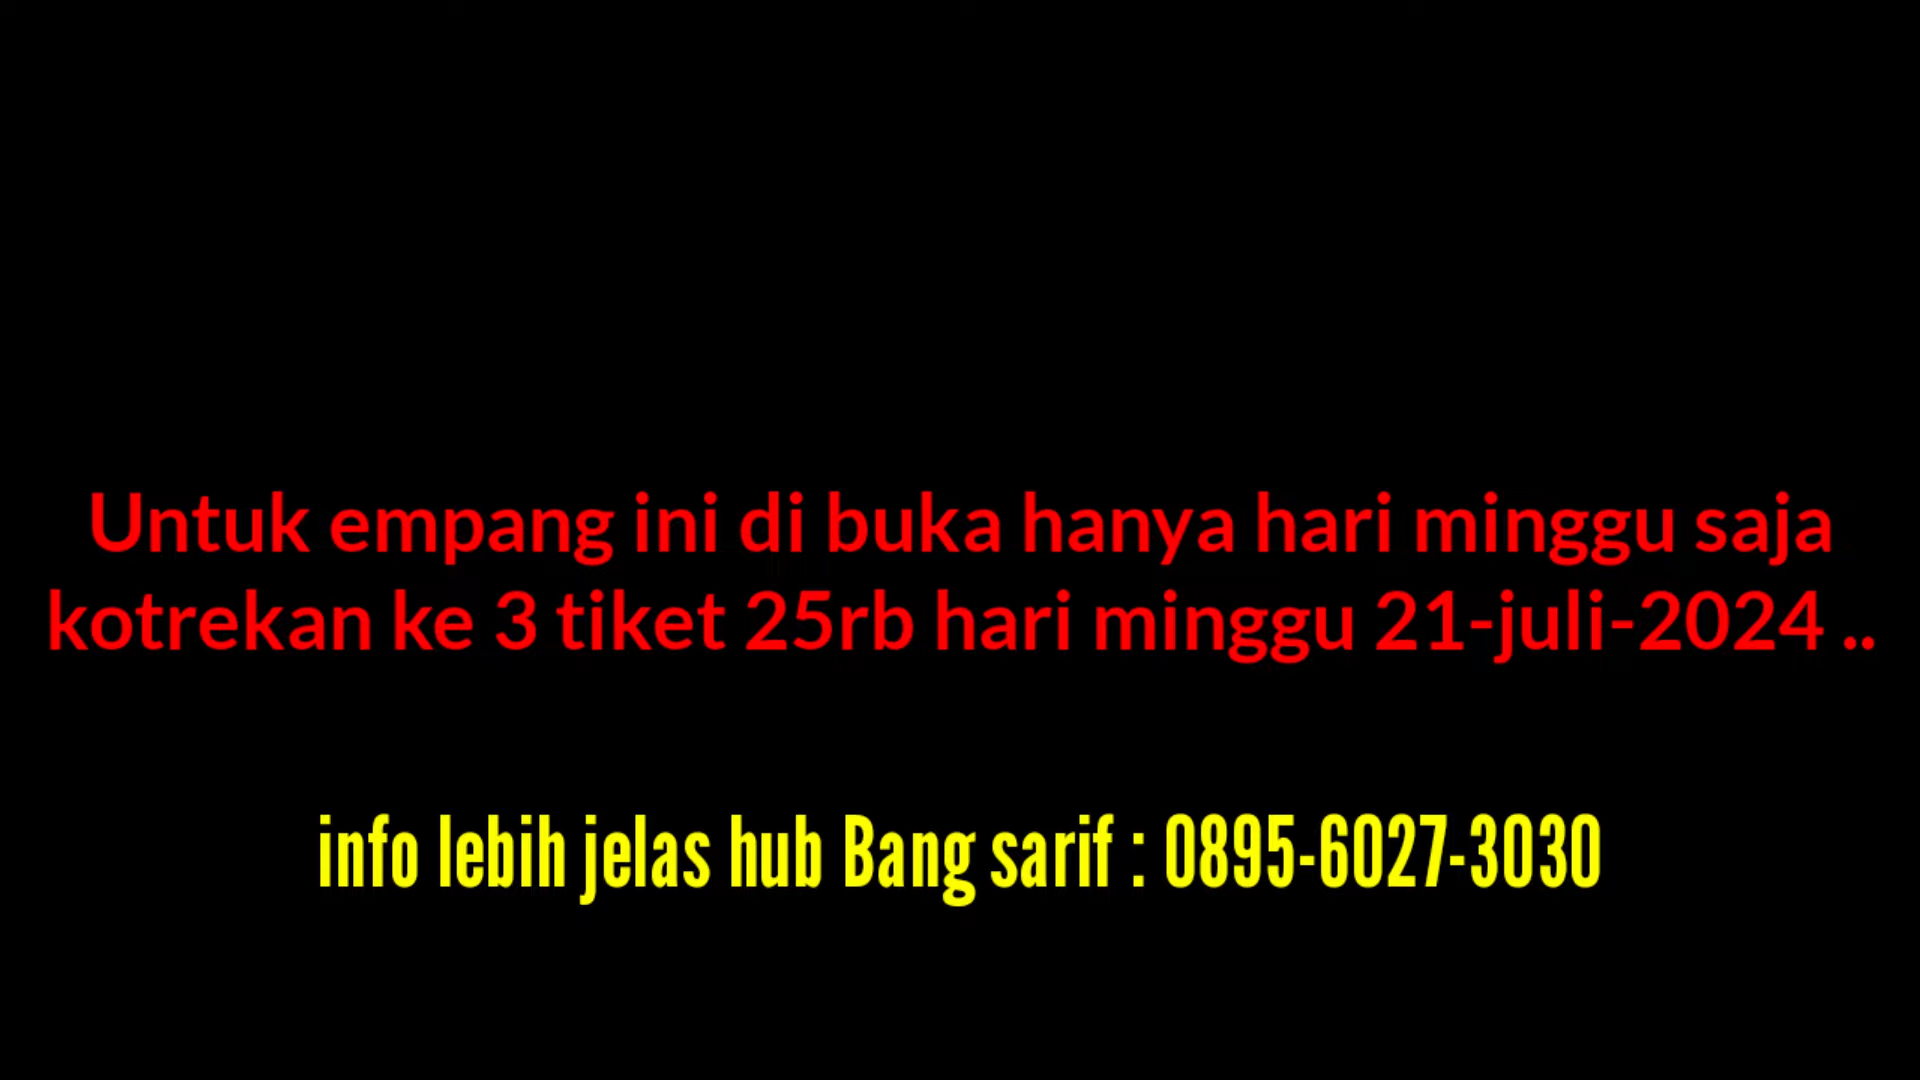 Untuk empang ini di buka hanya hari minggu saja
kotrekan ke 3 tiket 25rb hari minggu 21-juli-2024 ..
info lebih jelas hub Bang sarif : 0895-6027-3030